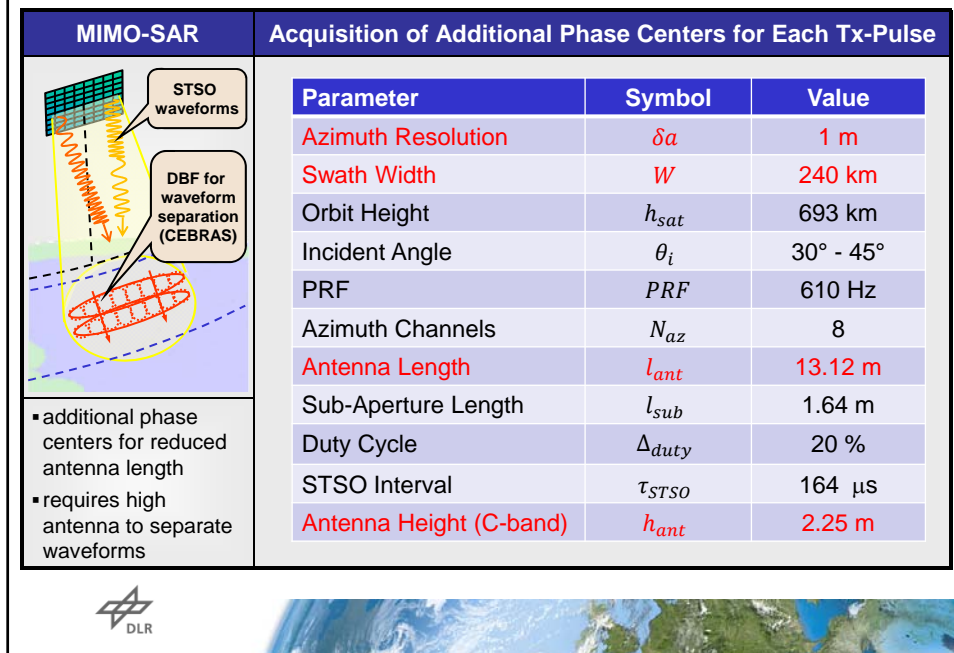 MIMO-SAR
Acquisition of Additional Phase Centers for Each Tx-Pulse
STSO
waveforms
DBF for
waveform
separation
(CEBRAS)
▪ additional phase
centers for reduced
antenna length
▪ requires high
antenna to separate
waveforms
Parameter Symbol Value
Azimuth Resolution δa 1 m
Swath Width W 240 km
Orbit Height h_sat 693 km
Incident Angle θ_i 30° - 45°
PRF PRF 610 Hz
Azimuth Channels N_az 8
Antenna Length l_ant 13.12 m
Sub-Aperture Length l_sub 1.64 m
Duty Cycle Δ_duty 20 %
STSO Interval τ_STSO 164 μs
Antenna Height (C-band) h_ant 2.25 m
DLR